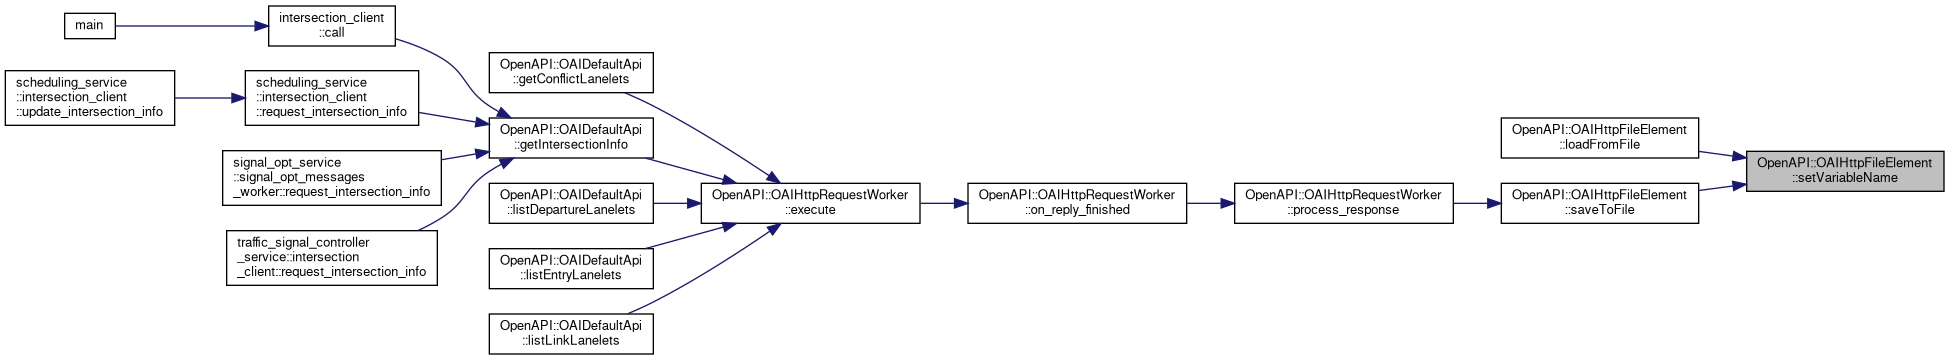 main
intersection_client
::call
scheduling_service
::intersection_client
::update_intersection_info
scheduling_service
::intersection_client
::request_intersection_info
signal_opt_service
::signal_opt_messages
_worker::request_intersection_info
traffic_signal_controller
_service::intersection
_client::request_intersection_info
OpenAPI::OAIDefaultApi
::getConflictLanelets
OpenAPI::OAIDefaultApi
::getIntersectionInfo
OpenAPI::OAIDefaultApi
::listDepartureLanelets
OpenAPI::OAIDefaultApi
::listEntryLanelets
OpenAPI::OAIDefaultApi
::listLinkLanelets
OpenAPI::OAIHttpRequestWorker
::execute
OpenAPI::OAIHttpRequestWorker
::on_reply_finished
OpenAPI::OAIHttpRequestWorker
::process_response
OpenAPI::OAIHttpFileElement
::loadFromFile
OpenAPI::OAIHttpFileElement
::saveToFile
OpenAPI::OAIHttpFileElement
::setVariableName